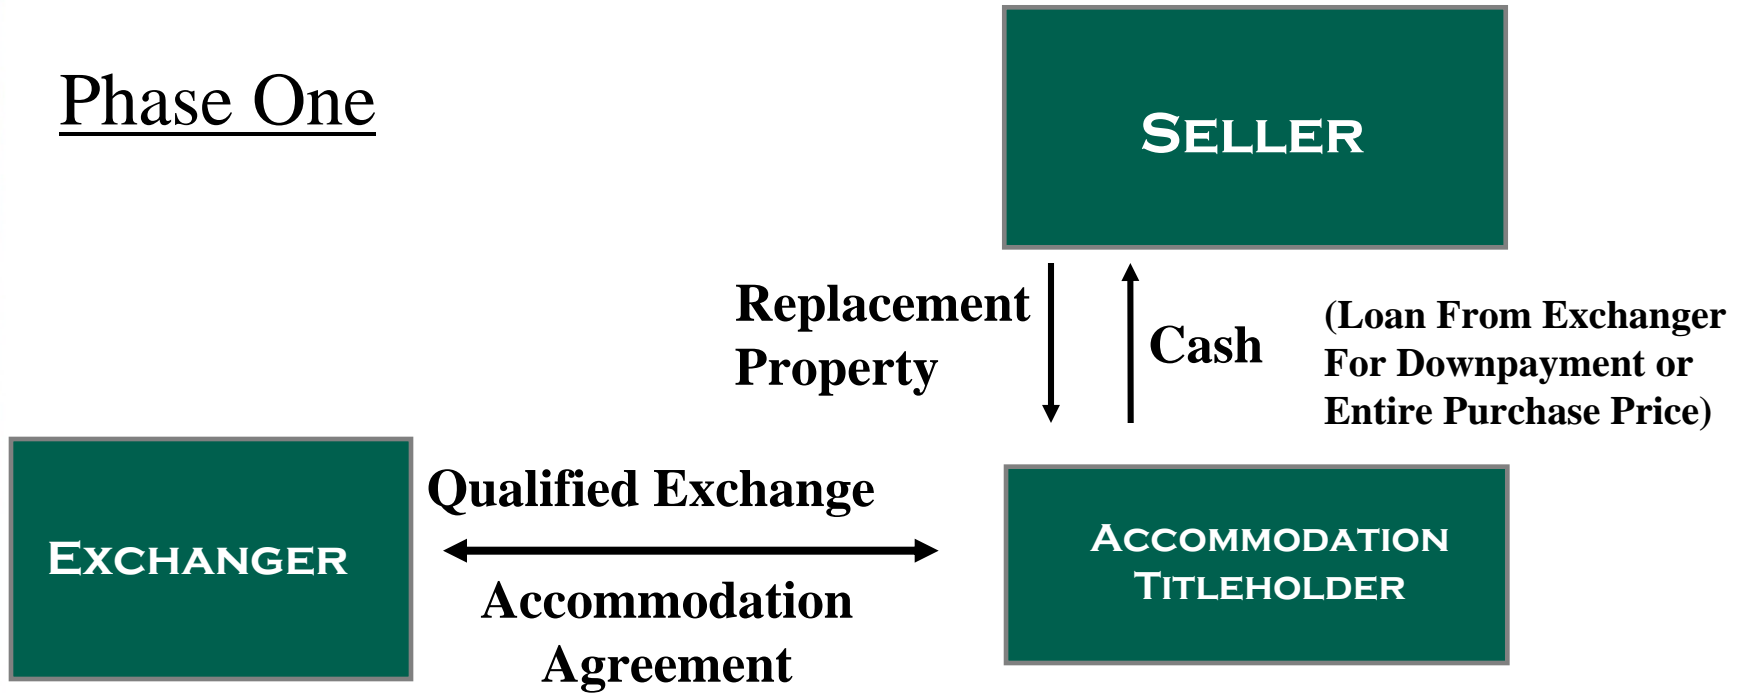 Phase One
SELLER
Replacement
Property
Cash
(Loan From Exchanger
For Downpayment or
Entire Purchase Price)
EXCHANGER
Qualified Exchange
Accommodation
Agreement
ACCOMMODATION
TITLEHOLDER